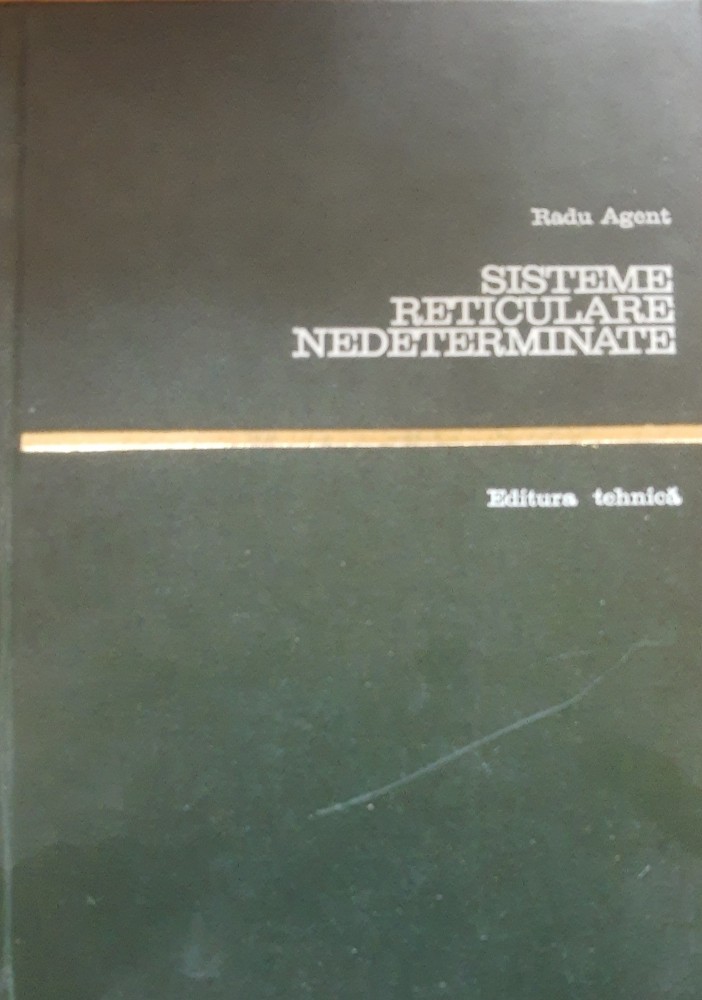 Radu Agent
SISTEME
RETICULARE
NEDETERMINATE
Editura tehnică